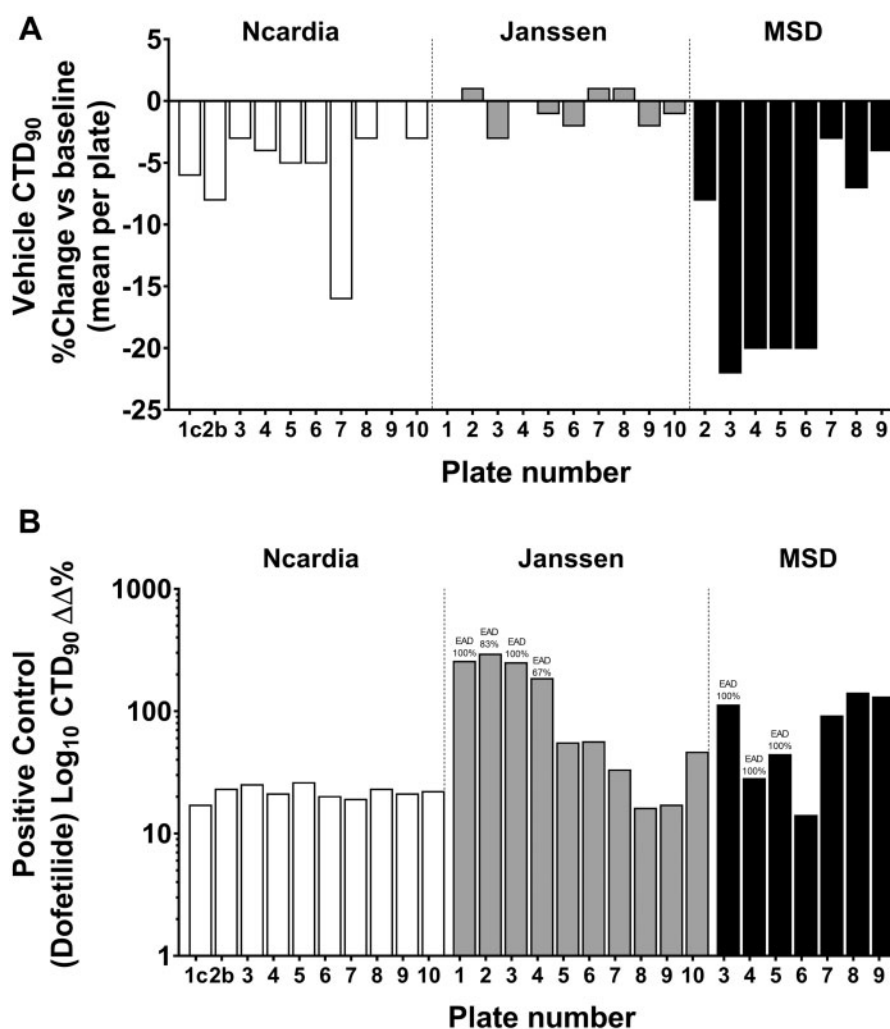 A
Ncardia Janssen MSD
Vehicle CTD90
%Change vs baseline
(mean per plate)
5
0
-5
-10
-15
-20
-25
1c 2b 3 4 5 6 7 8 9 10 1 2 3 4 5 6 7 8 9 10 2 3 4 5 6 7 8 9
Plate number
B
Ncardia Janssen MSD
Positive Control
(Dofetilide) Log10 CTD90 ΔΔ%
1000
100
10
1
EAD
100%
EAD
83%
EAD
100%
EAD
67%
EAD
100%
EAD
100%
EAD
100%
1c 2b 3 4 5 6 7 8 9 10 1 2 3 4 5 6 7 8 9 10 3 4 5 6 7 8 9
Plate number